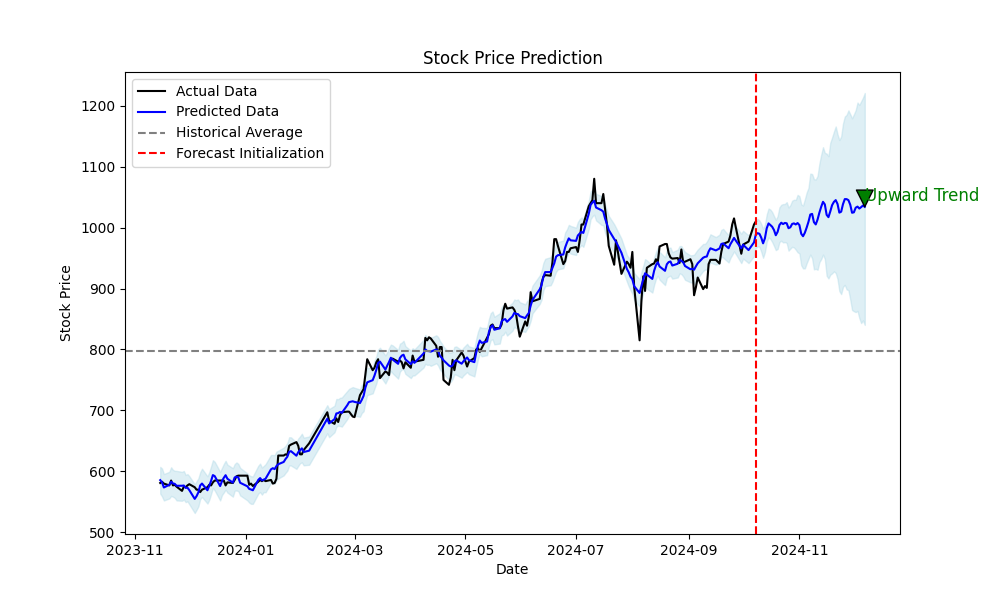 Stock Price Prediction
Actual Data
Predicted Data
Historical Average
Forecast Initialization
1200
1100
1000
900
800
700
600
500
Stock Price
Upward Trend
2023-11
2024-01
2024-03
2024-05
2024-07
2024-09
2024-11
Date